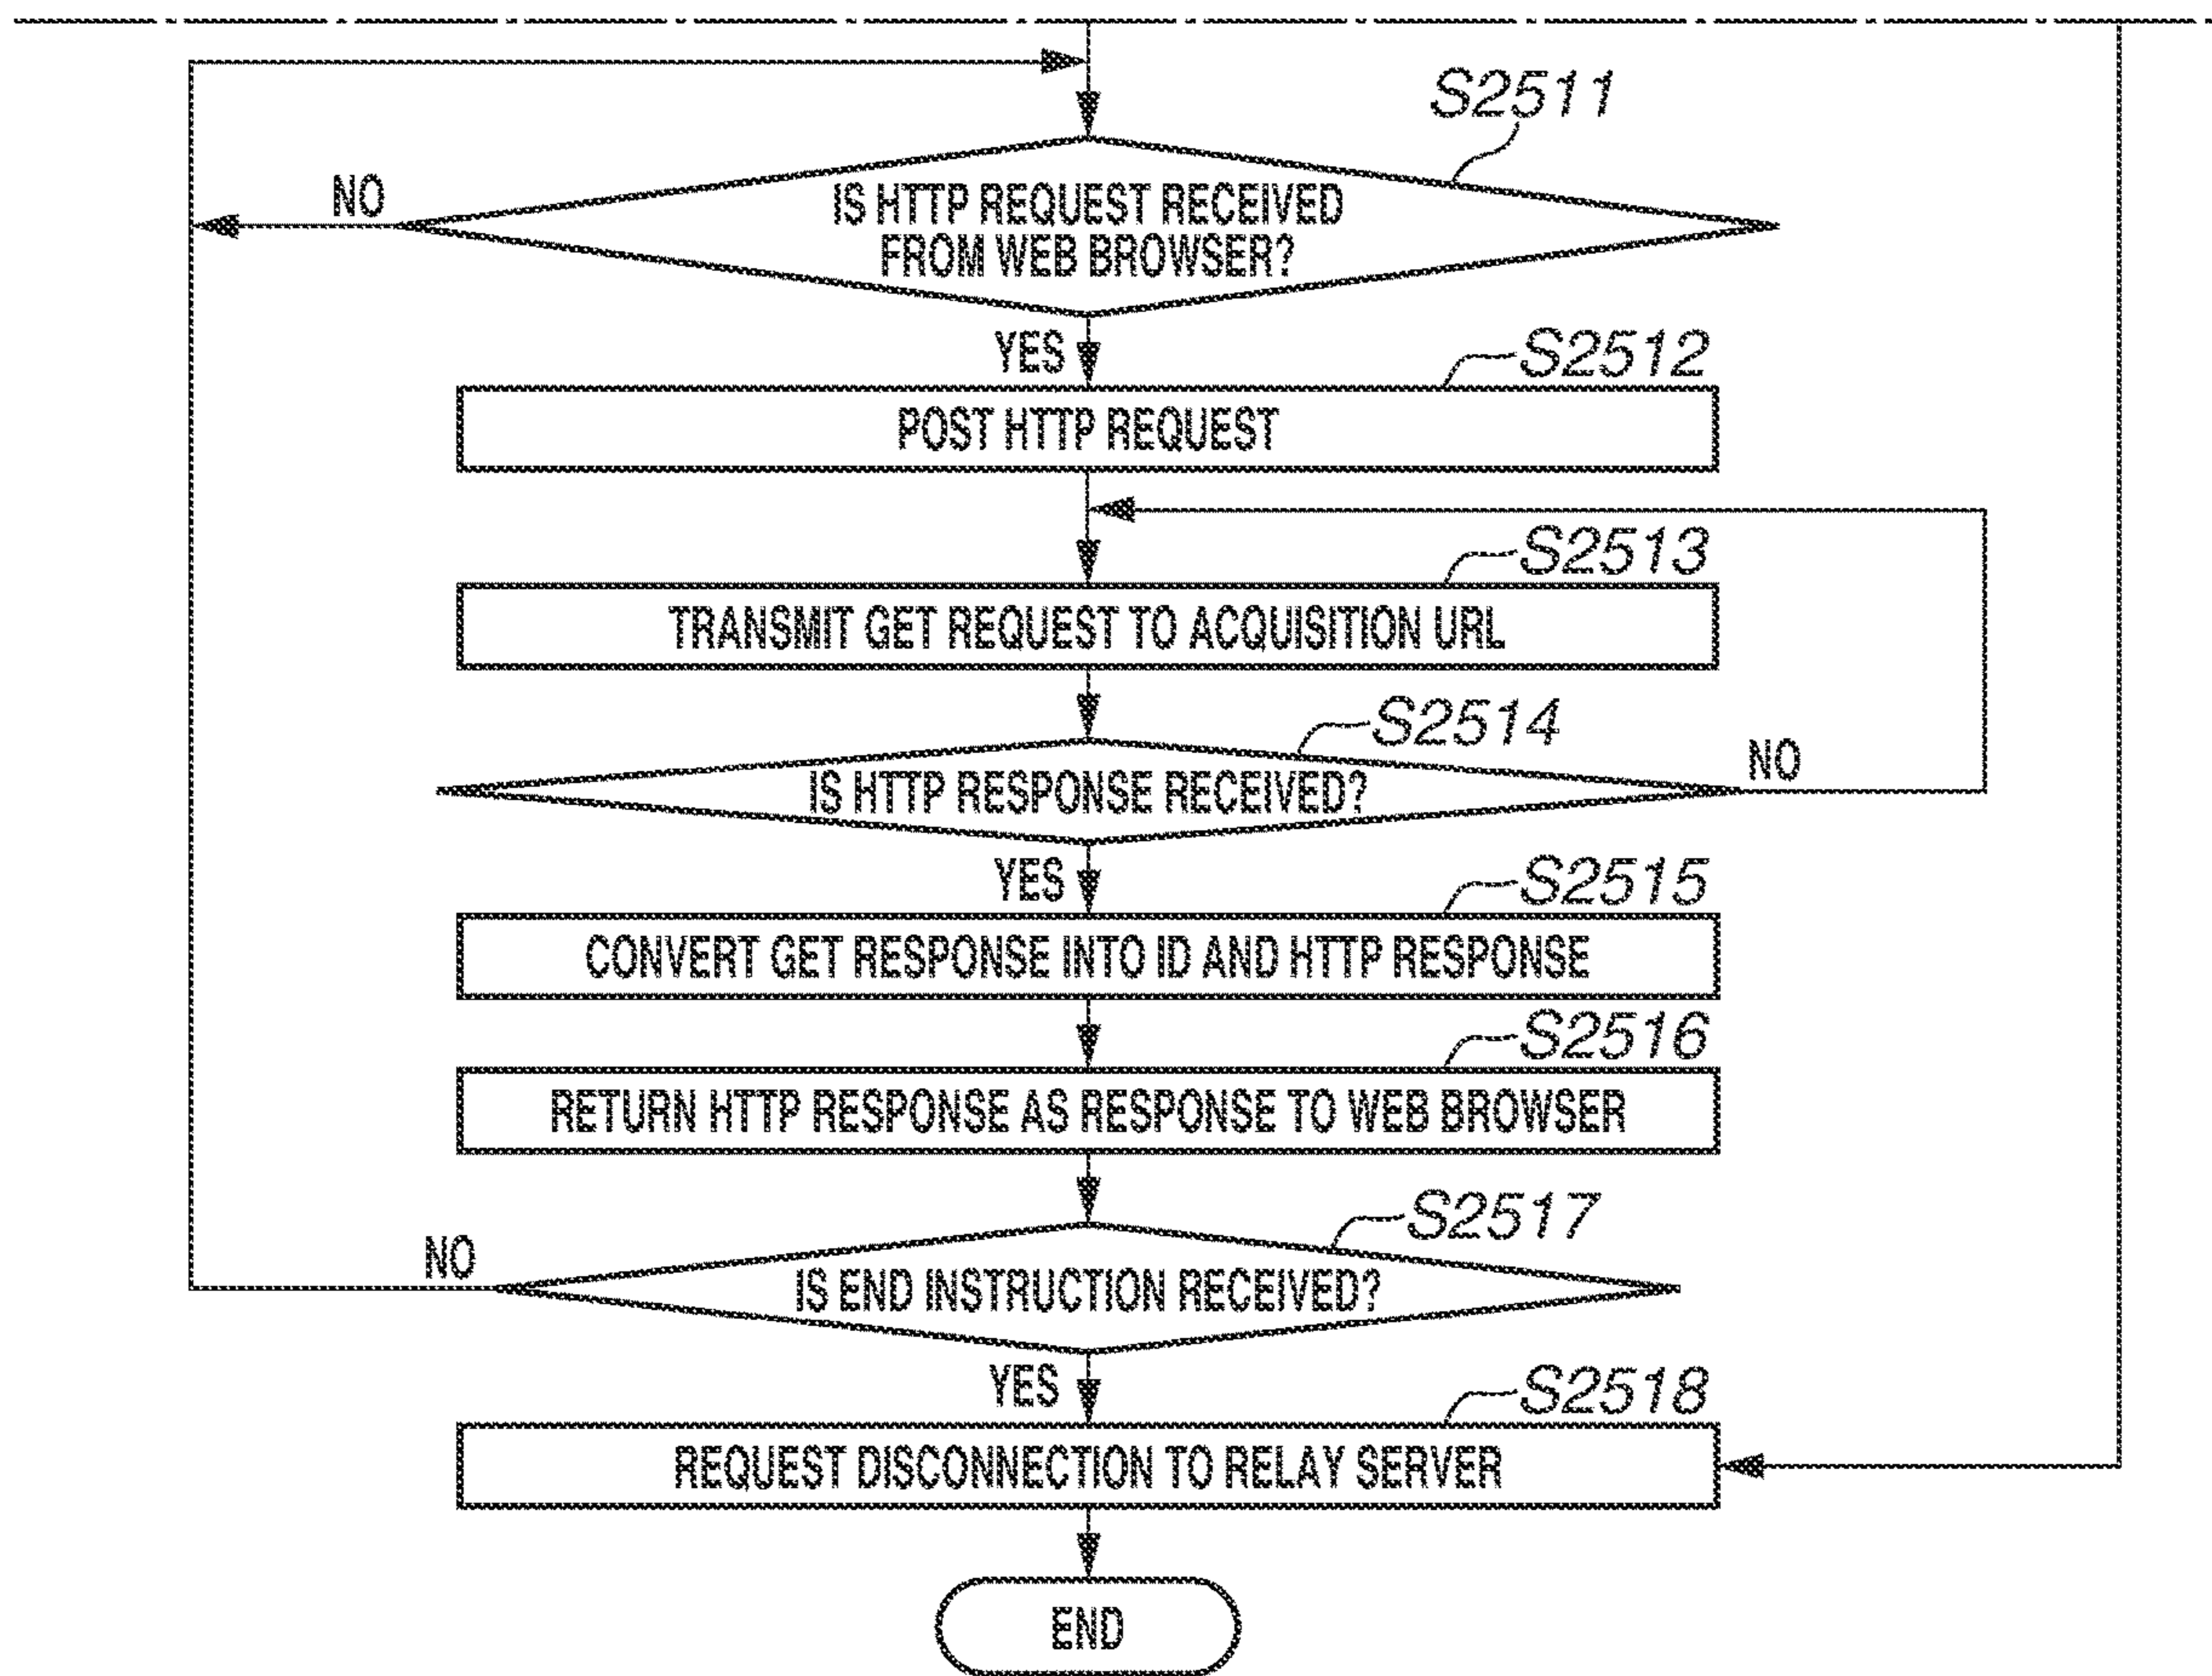 S2511
IS HTTP REQUEST RECEIVED
FROM WEB BROWSER?
NO
YES
S2512
POST HTTP REQUEST
S2513
TRANSMIT GET REQUEST TO ACQUISITION URL
S2514
IS HTTP RESPONSE RECEIVED?
NO
YES
S2515
CONVERT GET RESPONSE INTO ID AND HTTP RESPONSE
S2516
RETURN HTTP RESPONSE AS RESPONSE TO WEB BROWSER
S2517
NO
IS END INSTRUCTION RECEIVED?
YES
S2518
REQUEST DISCONNECTION TO RELAY SERVER
END